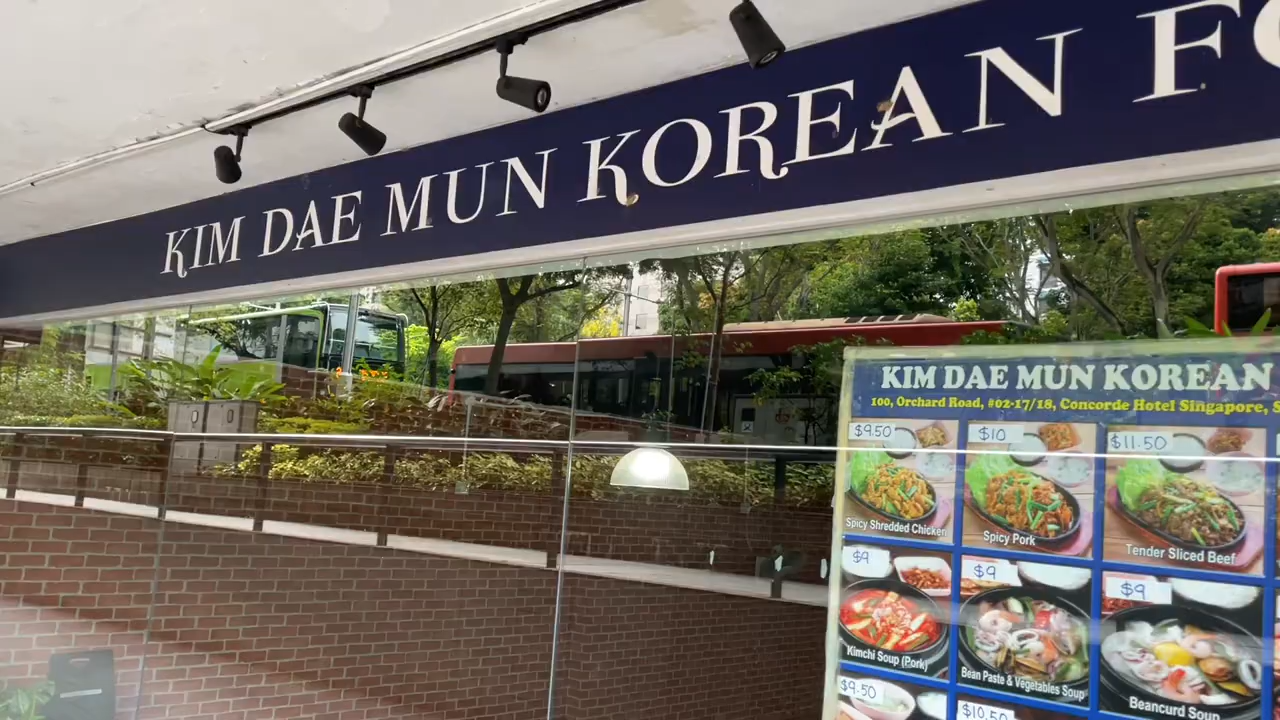 KIM DAE MUN KOREAN
KIM DAE MUN KOREAN
100, Orchard Road, #02-17/18, Concorde Hotel Singapore,
$9.50
$10
$11.50
Spicy Shredded Chicken
Spicy Pork
Tender Sliced Beef
$9
$9
$9
Kimchi Soup (Pork)
Bean Paste & Vegetables Soup
Beancurd Soup
$9.50
$10.50